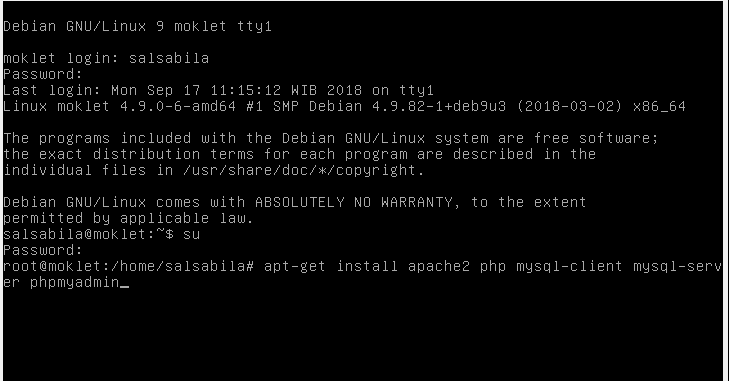 Debian GNU/Linux 9 moklet tty1
moklet login: salsabila
Password:
Last login: Mon Sep 17 11:15:12 WIB 2018 on tty1
Linux moklet 4.9.0-6-amd64 #1 SMP Debian 4.9.82-1+deb9u3 (2018-03-02) x86_64
The programs included with the Debian GNU/Linux system are free software;
the exact distribution terms for each program are described in the
individual files in /usr/share/doc/*/copyright.
Debian GNU/Linux comes with ABSOLUTELY NO WARRANTY, to the extent
permitted by applicable law.
salsabila@moklet:~$ su
Password:
root@moklet:/home/salsabila# apt-get install apache2 php mysql-client mysql-serv
er phpmyadmin_